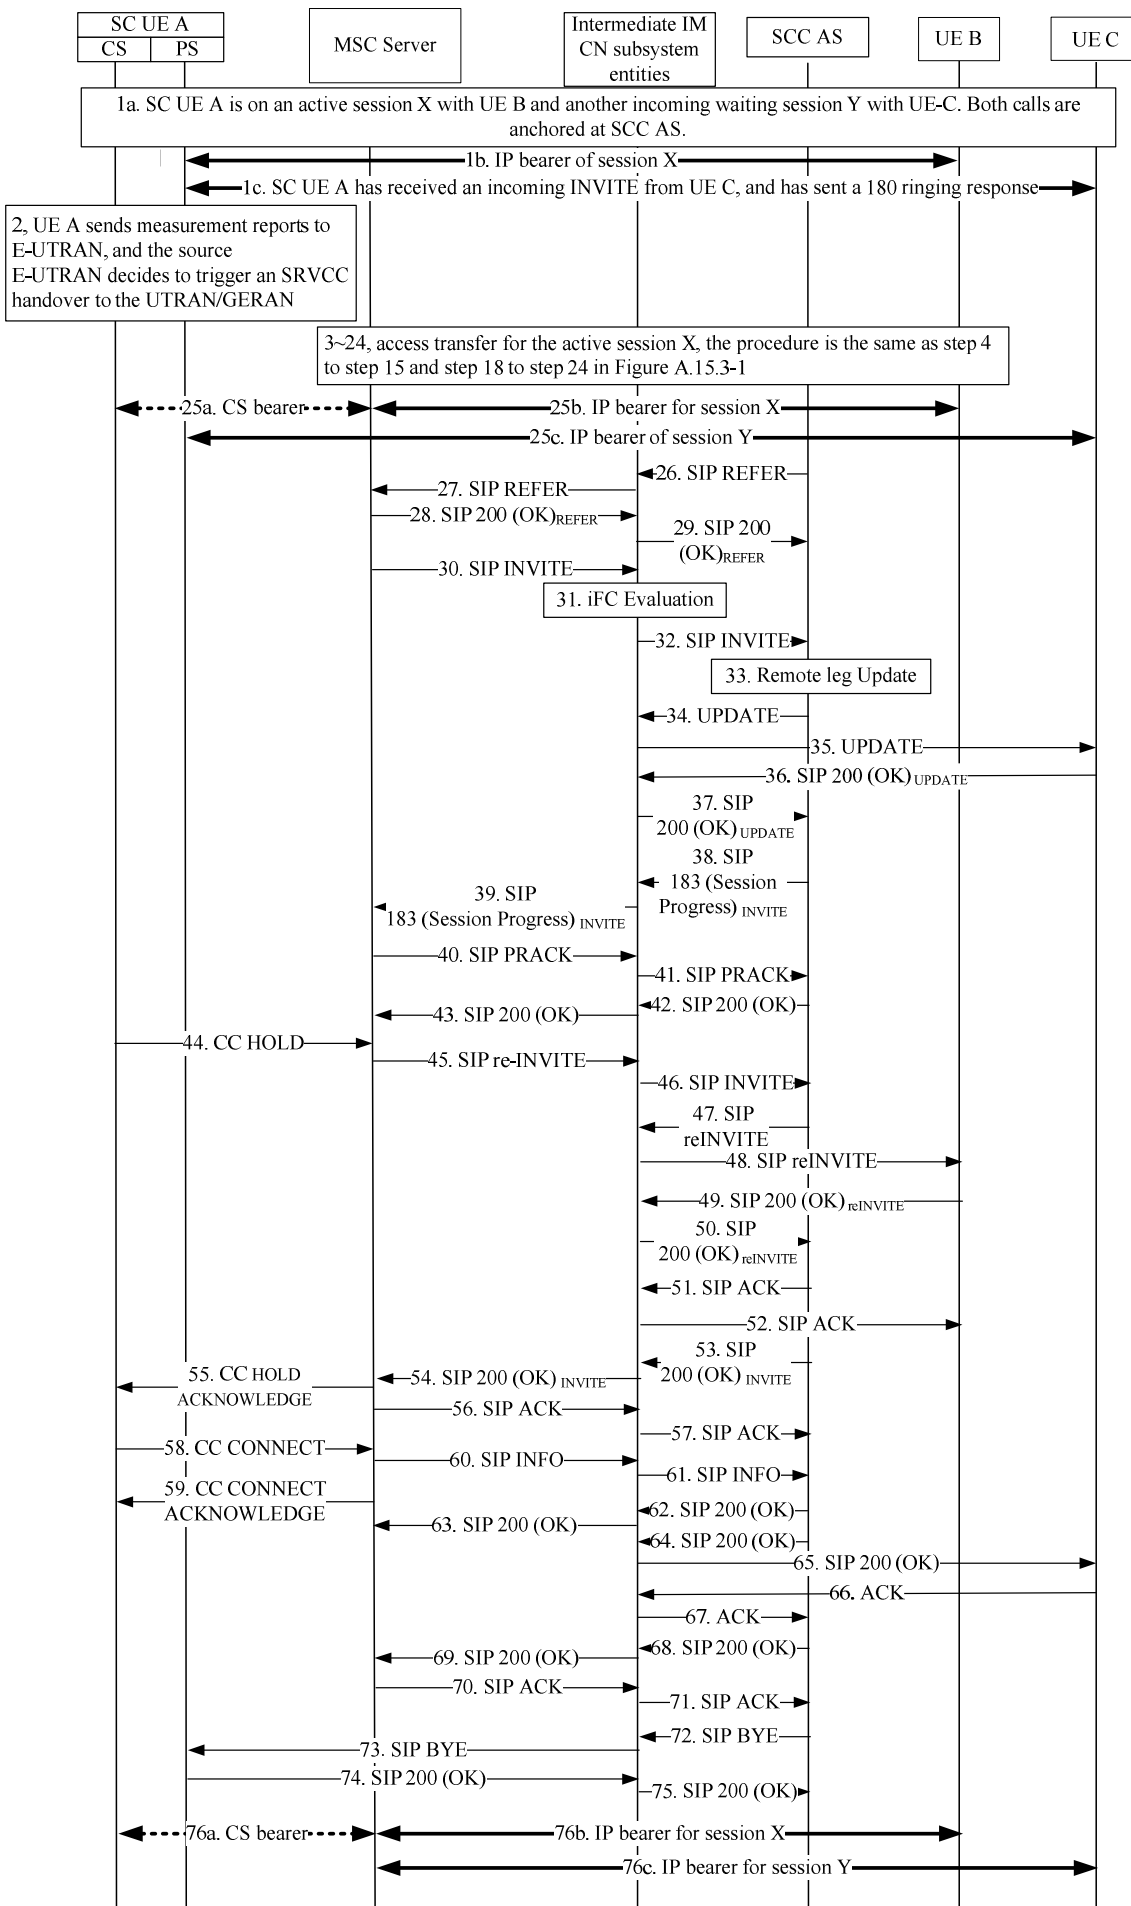 SC UE A
CS
PS
MSC Server
Intermediate IM
CN subsystem
entities
SCC AS
UE B
UE C
1a. SC UE A is on an active session X with UE B and another incoming waiting session Y with UE-C. Both calls are
anchored at SCC AS.
1b. IP bearer of session X
1c. SC UE A has received an incoming INVITE from UE C, and has sent a 180 ringing response
2, UE A sends measurement reports to
E-UTRAN, and the source
E-UTRAN decides to trigger an SRVCC
handover to the UTRAN/GERAN
3~24, access transfer for the active session X, the procedure is the same as step 4
to step 15 and step 18 to step 24 in Figure A.15.3-1
25a. CS bearer
25b. IP bearer for session X
25c. IP bearer of session Y
26. SIP REFER
27. SIP REFER
28. SIP 200 (OK)REFER
29. SIP 200
(OK)REFER
30. SIP INVITE
31. iFC Evaluation
32. SIP INVITE
33. Remote leg Update
34. UPDATE
35. UPDATE
36. SIP 200 (OK) UPDATE
37. SIP
200 (OK) UPDATE
38. SIP
183 (Session
Progress) INVITE
39. SIP
183 (Session Progress) INVITE
40. SIP PRACK
41. SIP PRACK
42. SIP 200 (OK)
43. SIP 200 (OK)
44. CC HOLD
45. SIP re-INVITE
46. SIP INVITE
47. SIP
reINVITE
48. SIP reINVITE
49. SIP 200 (OK) reINVITE
50. SIP
200 (OK) reINVITE
51. SIP ACK
52. SIP ACK
53. SIP
200 (OK) INVITE
54. SIP 200 (OK) INVITE
55. CC HOLD
ACKNOWLEDGE
56. SIP ACK
57. SIP ACK
58. CC CONNECT
60. SIP INFO
61. SIP INFO
59. CC CONNECT
ACKNOWLEDGE
62. SIP 200 (OK)
63. SIP 200 (OK)
64. SIP 200 (OK)
65. SIP 200 (OK)
66. ACK
67. ACK
68. SIP 200 (OK)
69. SIP 200 (OK)
70. SIP ACK
71. SIP ACK
72. SIP BYE
73. SIP BYE
74. SIP 200 (OK)
75. SIP 200 (OK)
76a. CS bearer
76b. IP bearer for session X
76c. IP bearer for session Y